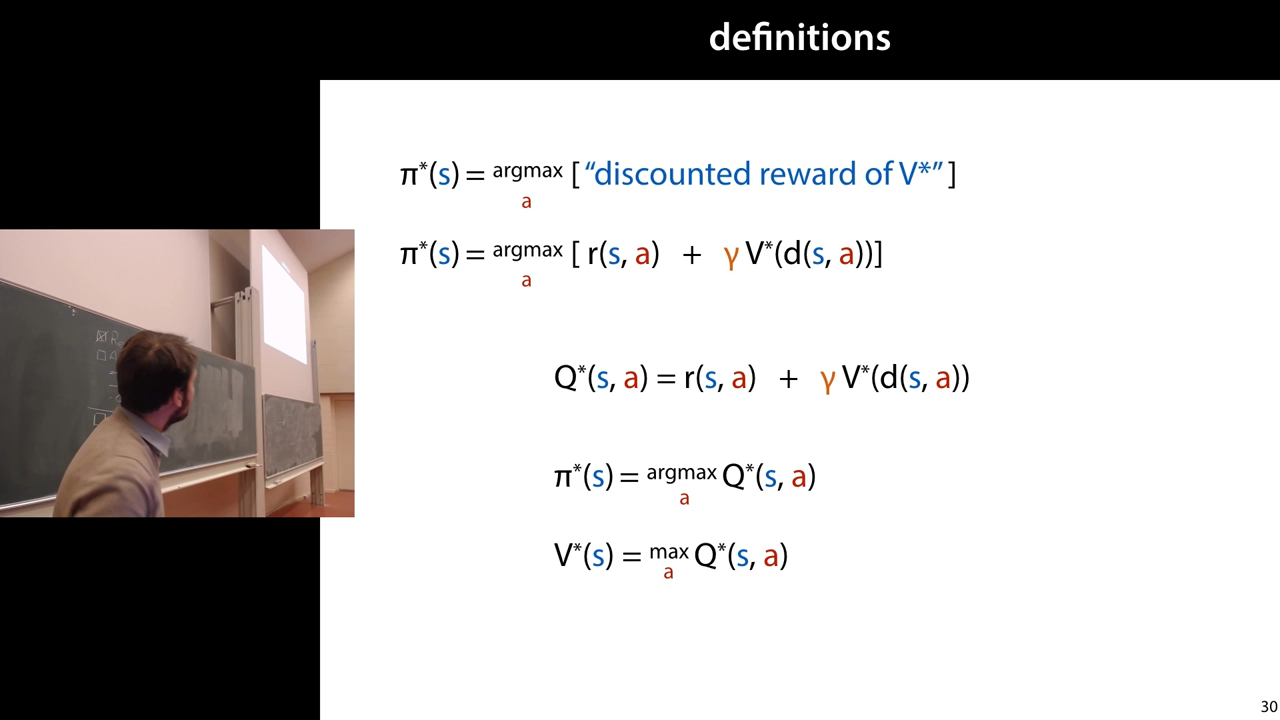 definitions
π*(s) = argmax [ “discounted reward of V*” ]
a
π*(s) = argmax [ r(s, a) + γ V*(d(s, a))]
a
Q*(s, a) = r(s, a) + γ V*(d(s, a))
π*(s) = argmax Q*(s, a)
a
V*(s) = max Q*(s, a)
a
30